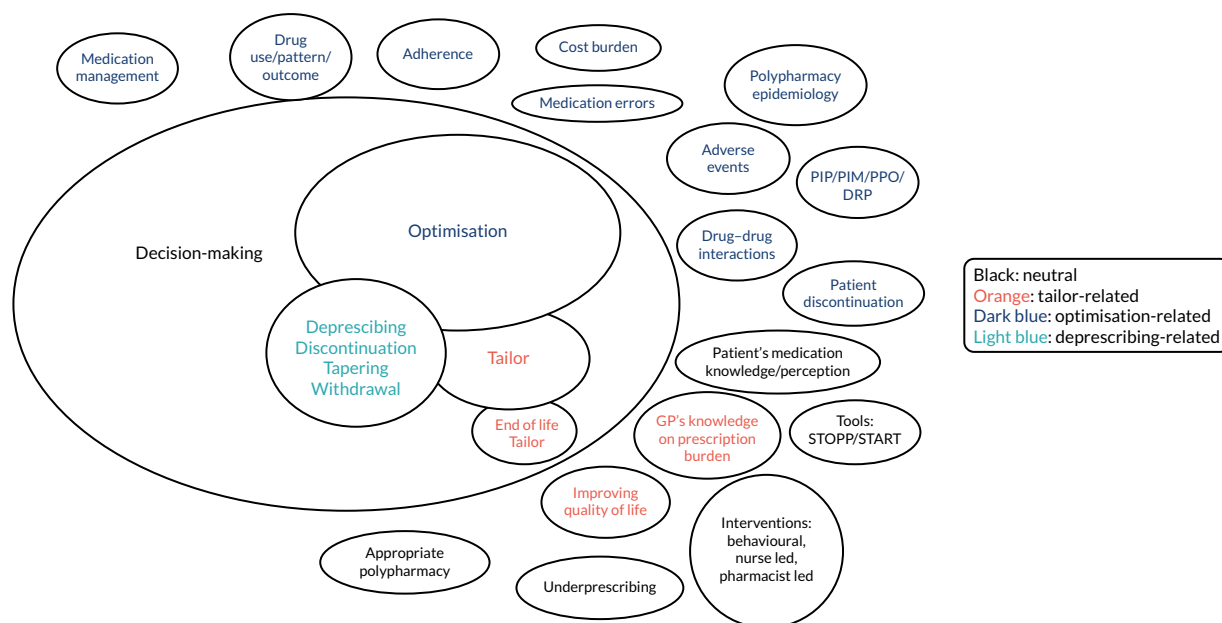 Medication
management
Drug
use/pattern/
outcome
Adherence
Cost burden
Medication errors
Polypharmacy
epidemiology
Adverse
events
PIP/PIM/PPO/
DRP
Optimisation
Decision-making
Drug–drug
interactions
Patient
discontinuation
Black: neutral
Orange: tailor-related
Dark blue: optimisation-related
Light blue: deprescribing-related
Deprescibing
Discontinuation
Tapering
Withdrawal
Tailor
Patient’s medication
knowledge/perception
End of life
Tailor
GP’s knowledge
on prescription
burden
Tools:
STOPP/START
Improving
quality of life
Interventions:
behavioural,
nurse led,
pharmacist led
Appropriate
polypharmacy
Underprescribing